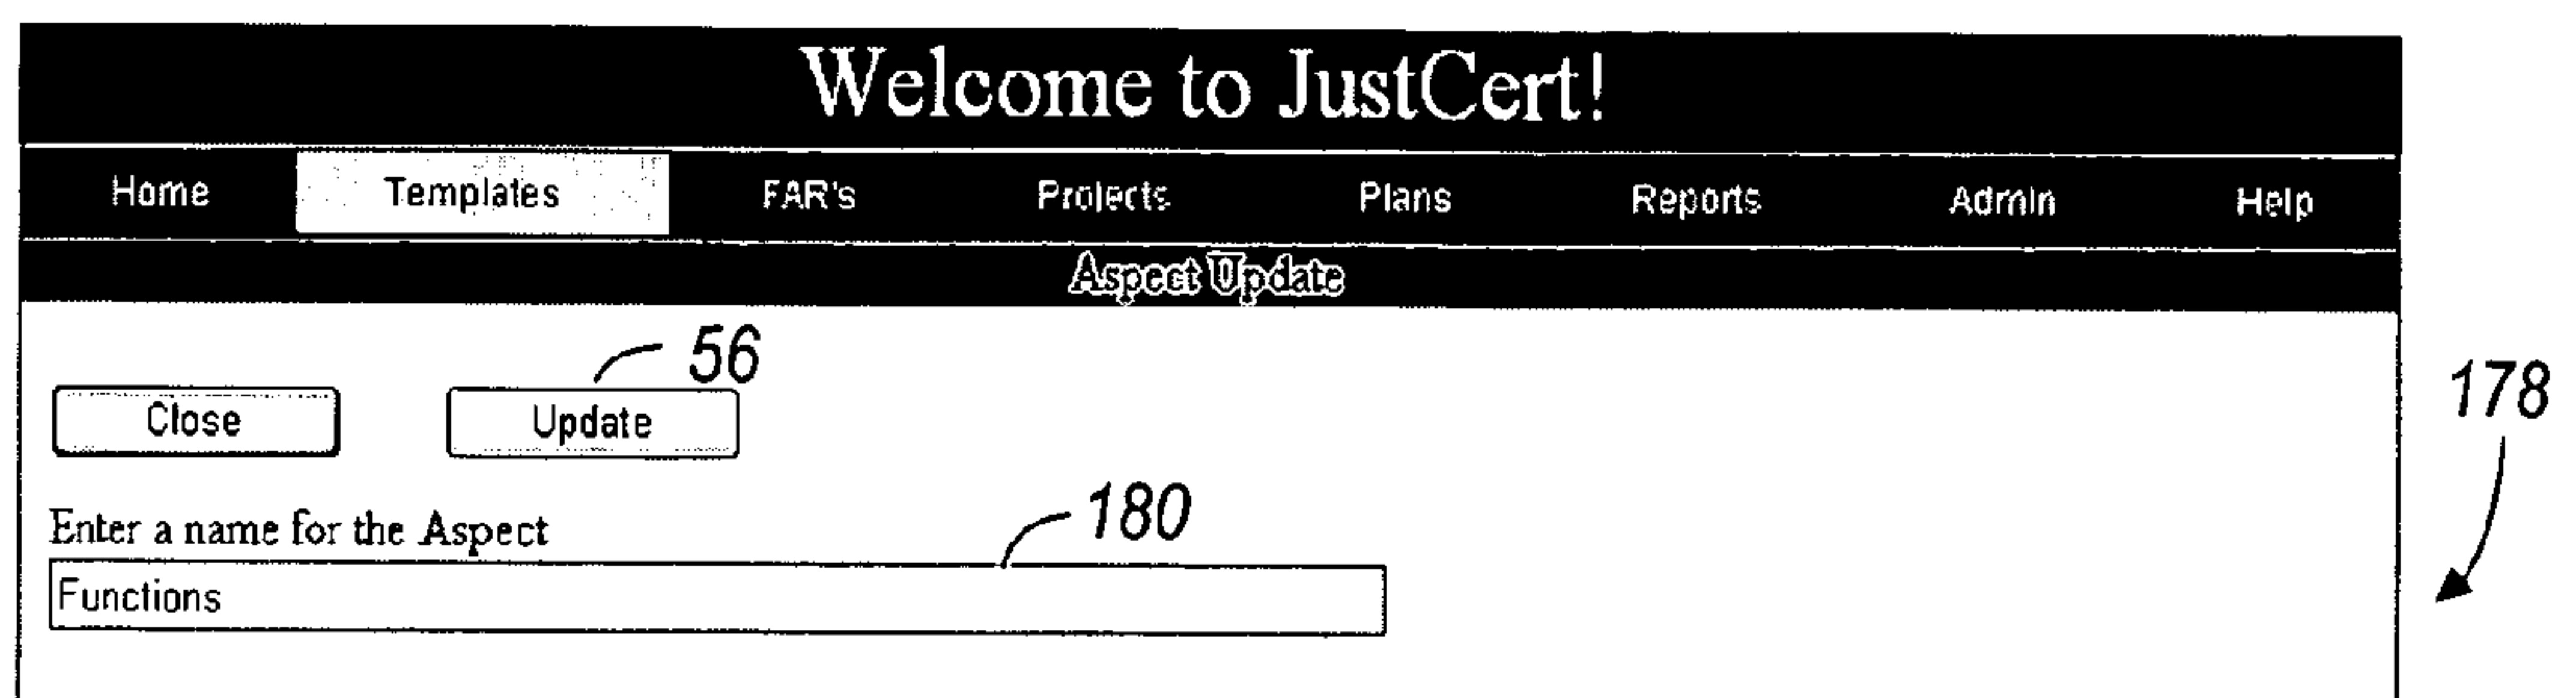 Welcome to JustCert!
Home Templates FAR's Projects Plans Reports Admin Help
Aspect Update
56
178
Close Update
180
Enter a name for the Aspect
Functions